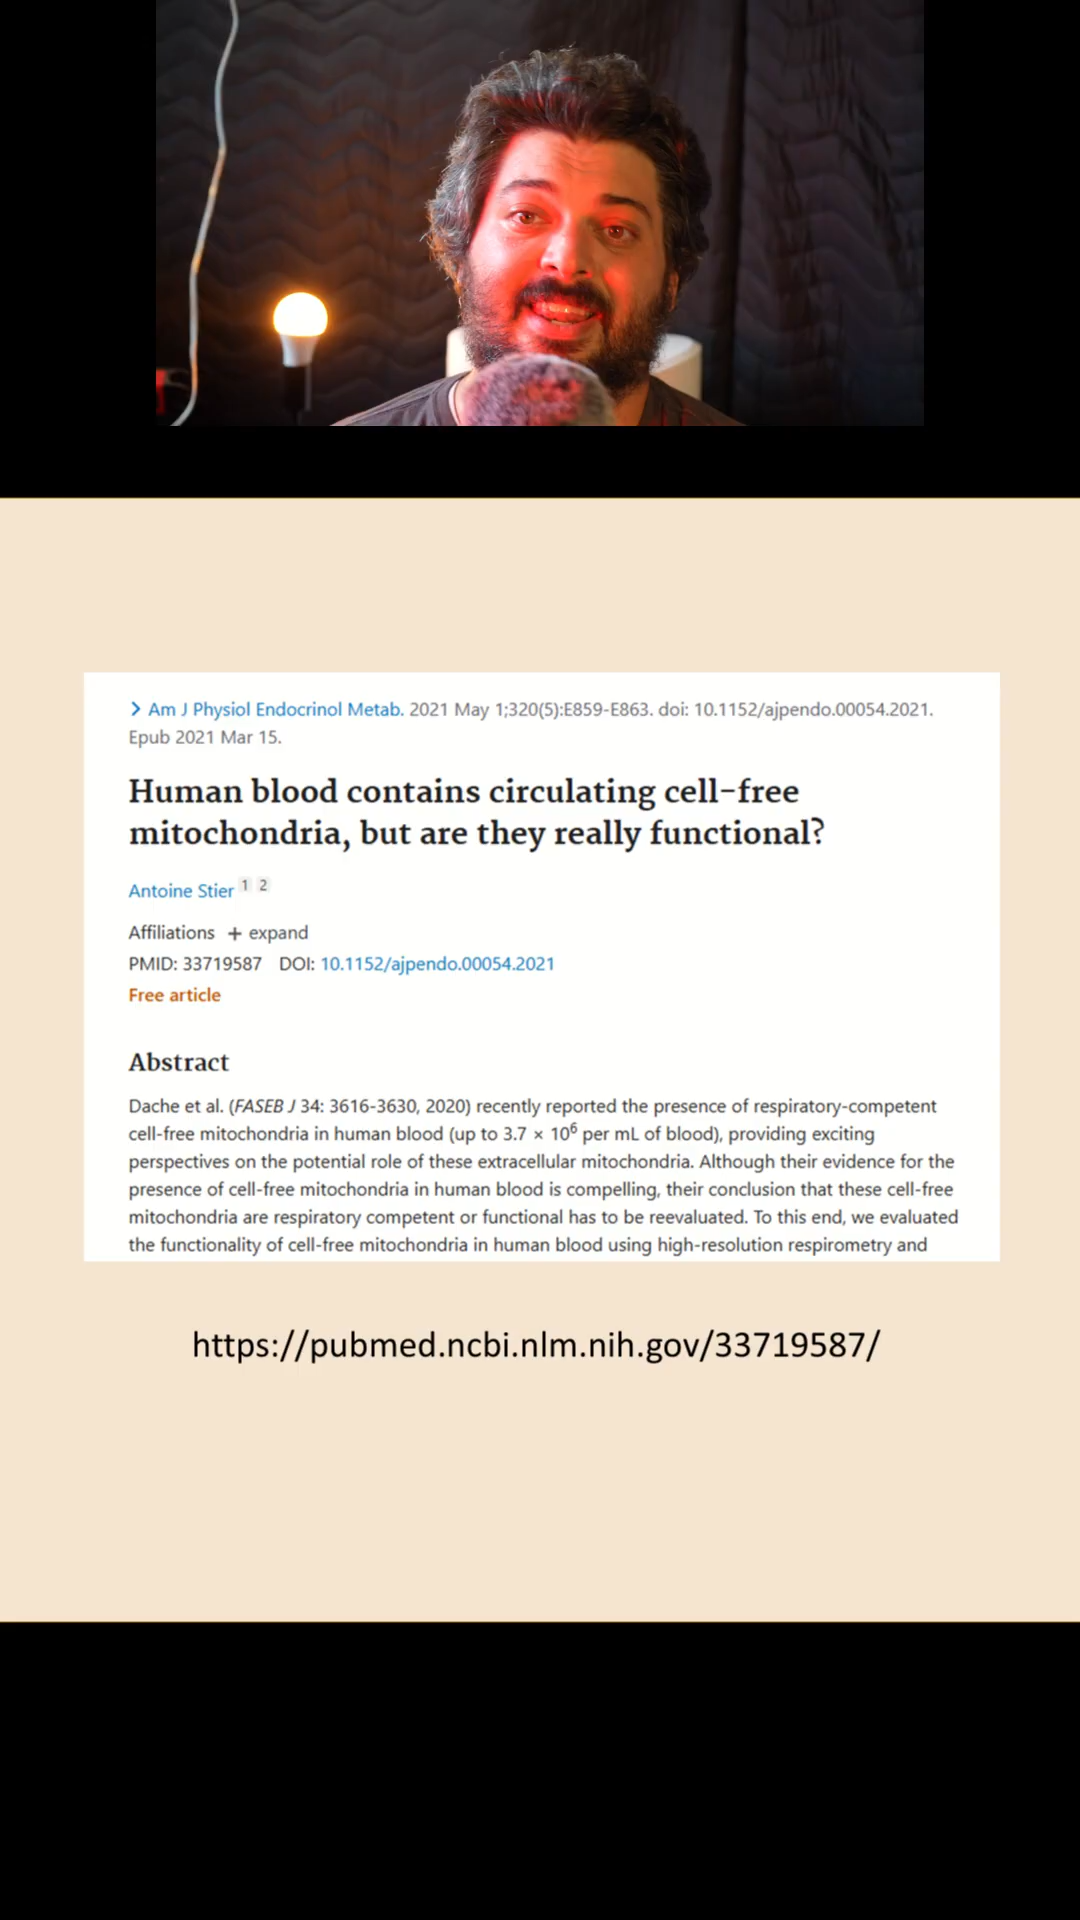 > Am J Physiol Endocrinol Metab. 2021 May 1;320(5):E859-E863. doi: 10.1152/ajpendo.00054.2021.
Epub 2021 Mar 15.
Human blood contains circulating cell-free
mitochondria, but are they really functional?
Antoine Stier 1 2
Affiliations + expand
PMID: 33719587 DOI: 10.1152/ajpendo.00054.2021
Free article
Abstract
Dache et al. (FASEB J 34: 3616-3630, 2020) recently reported the presence of respiratory-competent
cell-free mitochondria in human blood (up to 3.7 × 10⁶ per mL of blood), providing exciting
perspectives on the potential role of these extracellular mitochondria. Although their evidence for the
presence of cell-free mitochondria in human blood is compelling, their conclusion that these cell-free
mitochondria are respiratory competent or functional has to be reevaluated. To this end, we evaluated
the functionality of cell-free mitochondria in human blood using high-resolution respirometry and
https://pubmed.ncbi.nlm.nih.gov/33719587/